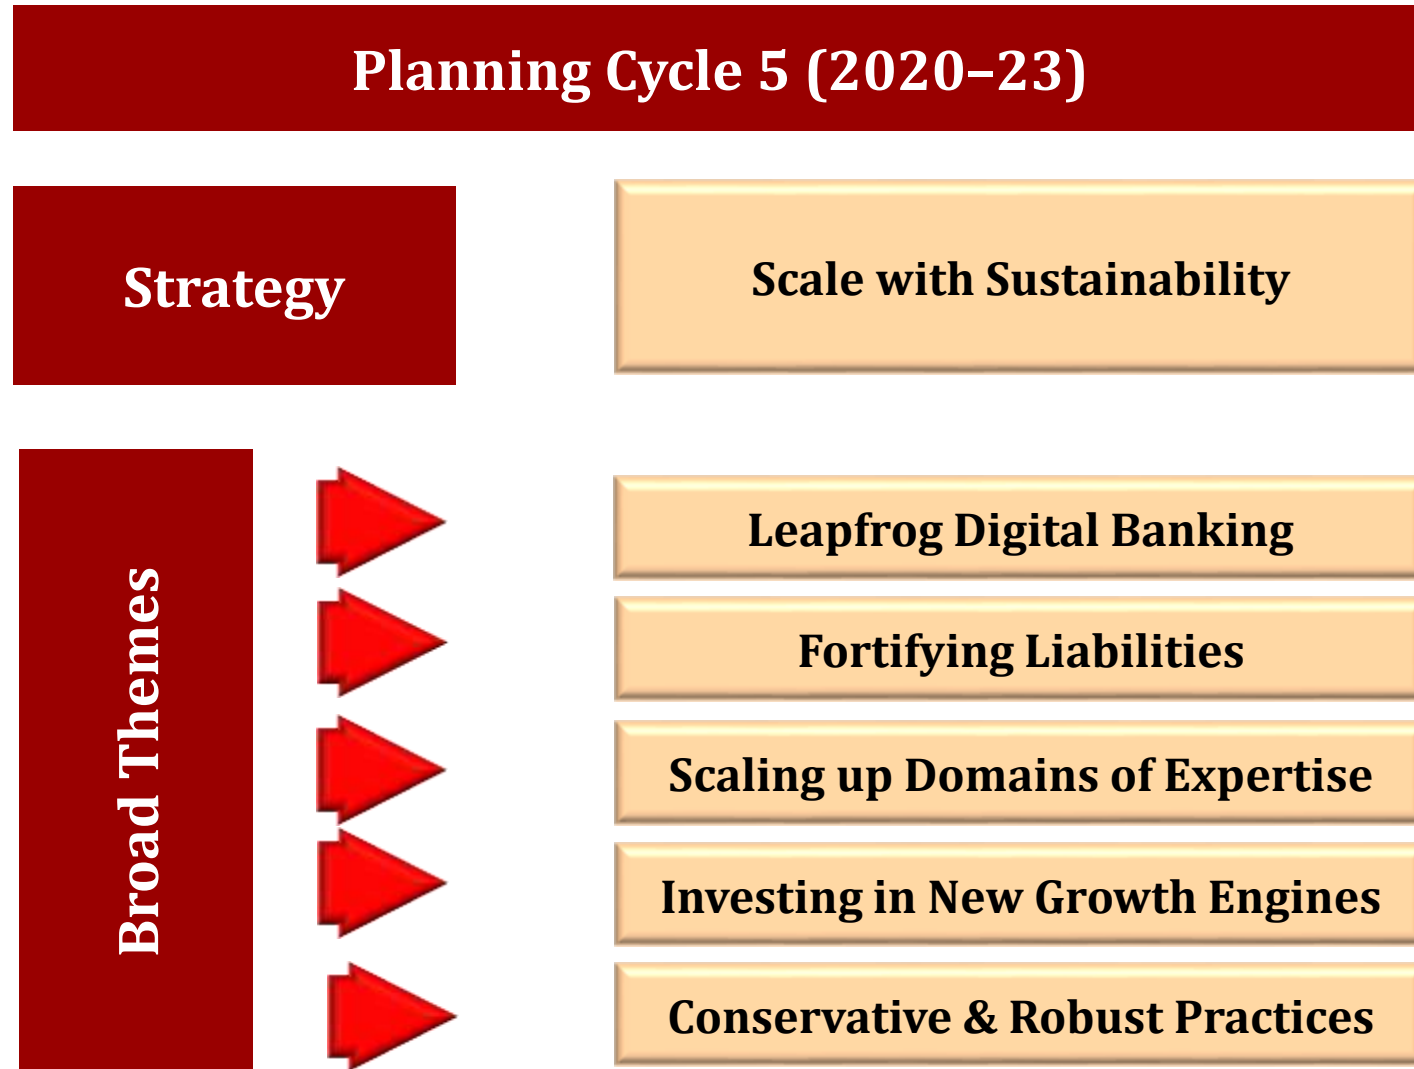 Planning Cycle 5 (2020–23)
Strategy
Scale with Sustainability
Broad Themes
Leapfrog Digital Banking
Fortifying Liabilities
Scaling up Domains of Expertise
Investing in New Growth Engines
Conservative & Robust Practices